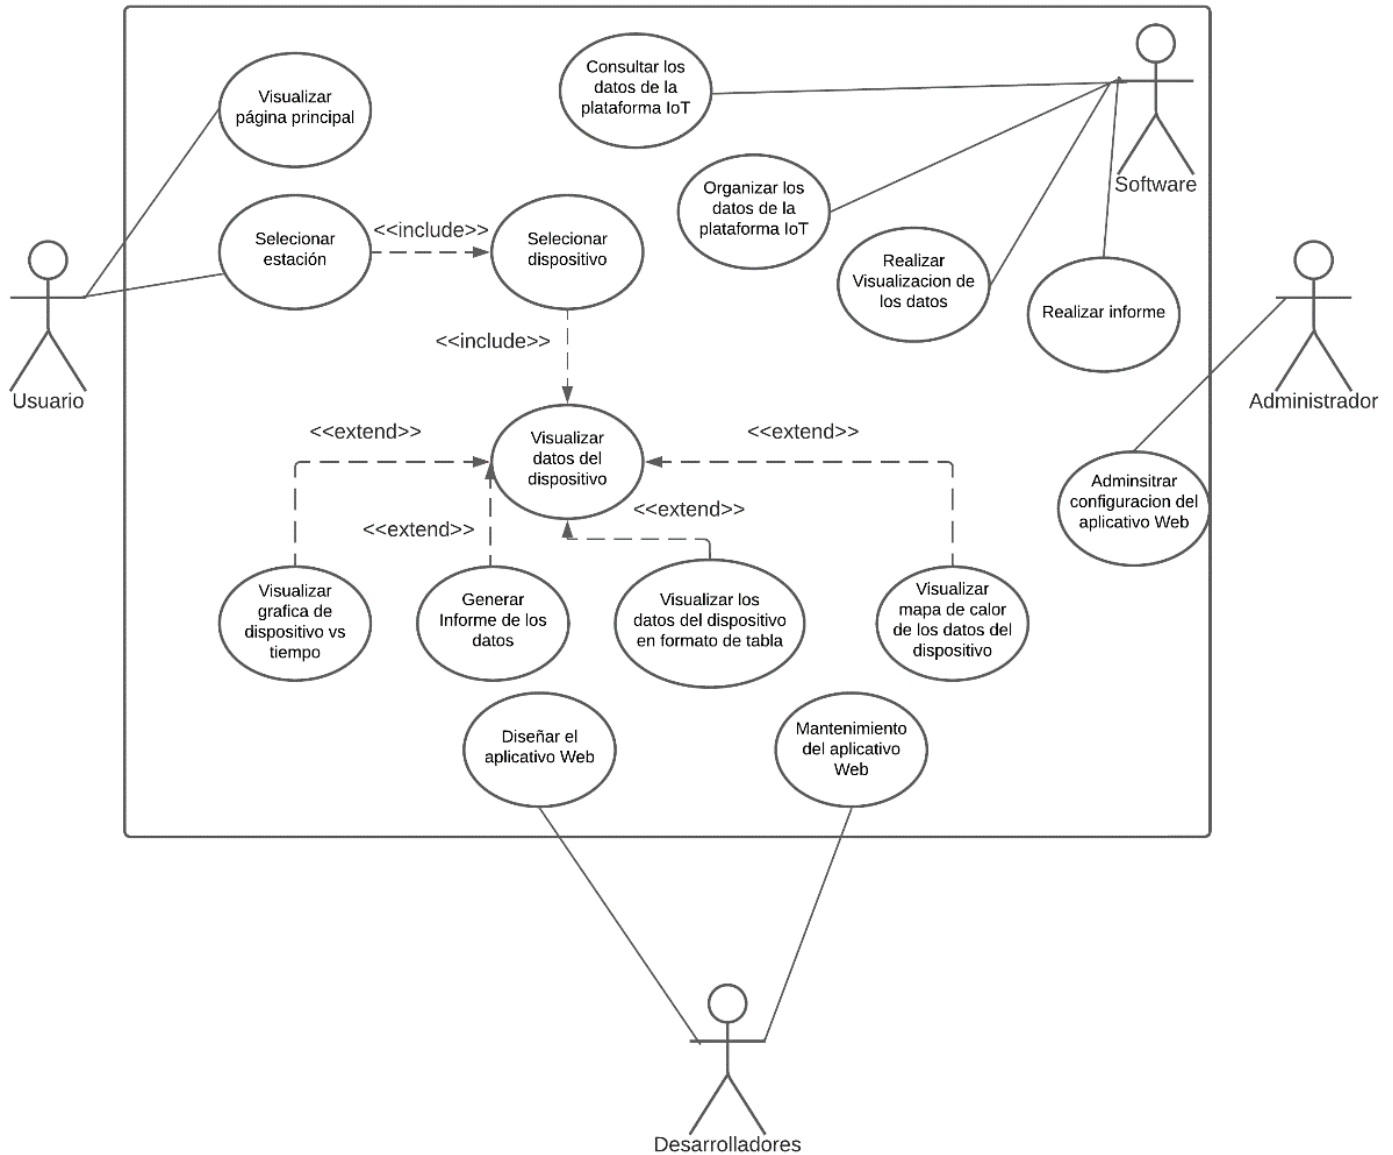 Visualizar
página principal
Consultar los
datos de la
plataforma IoT
Software
Organizar los
datos de la
plataforma IoT
Selecionar
estación
<<include>>
Selecionar
dispositivo
Realizar
Visualizacion de
los datos
Realizar informe
<<include>>
Usuario
Administrador
<<extend>>
Visualizar
datos del
dispositivo
<<extend>>
Adminsitrar
configuracion del
aplicativo Web
<<extend>>
<<extend>>
Visualizar
grafica de
dispositivo vs
tiempo
Generar
Informe de los
datos
Visualizar los
datos del dispositivo
en formato de tabla
Visualizar
mapa de calor
de los datos del
dispositivo
Diseñar el
aplicativo Web
Mantenimiento
del aplicativo
Web
Desarrolladores